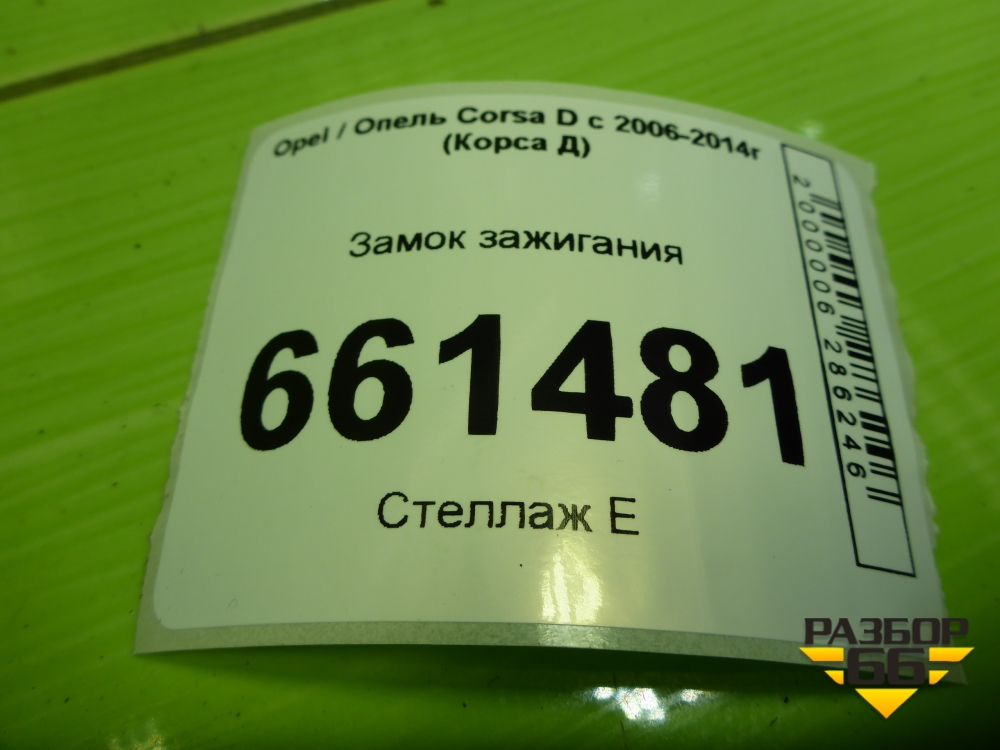 Opel / Опель Corsa D с 2006-2014г
(Корса Д)
Замок зажигания
661481
Стеллаж Е
2000006286246
РАЗБОР
66